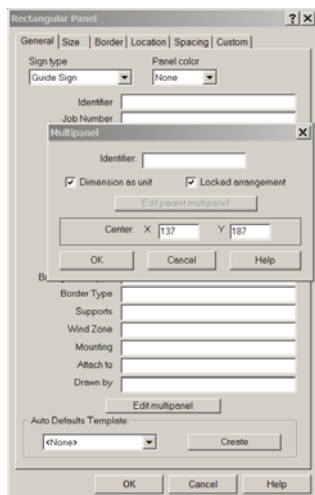 Rectangular Panel ? X
General Size Border Location Spacing Custom
Sign type Panel color
Guide Sign None
Identifier
Job Number
Multipanel X
Identifier:
Dimension as unit Locked arrangement
Edit parent multipanel
Center: X 137 Y 187
OK Cancel Help
Border Type
Supports
Wind Zone
Mounting
Attach to
Drawn by
Edit multipanel
Auto Defaults Template:
<None> Create
OK Cancel Help